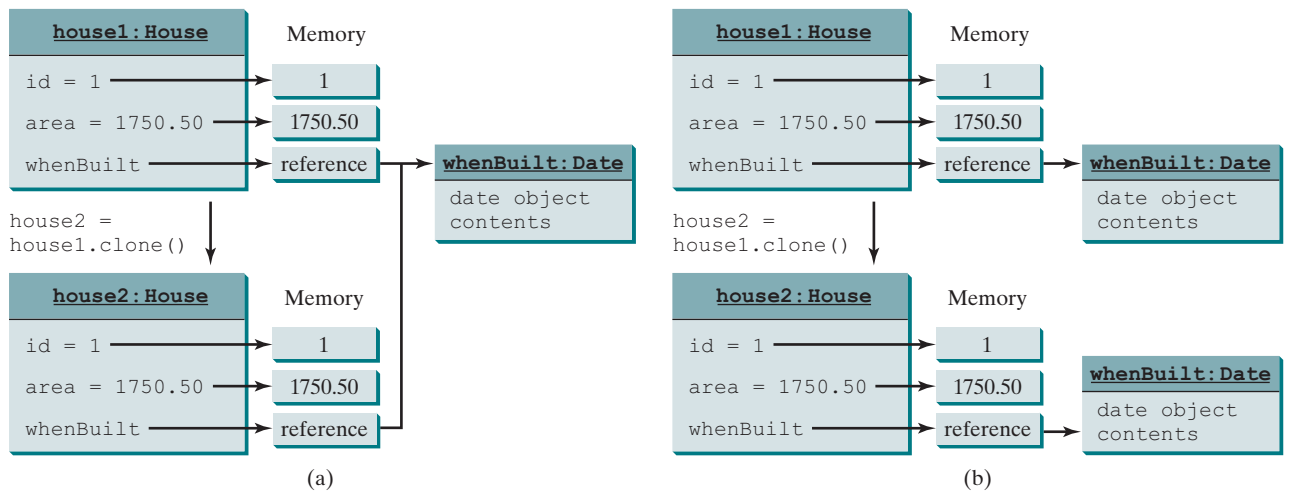 house1:House
Memory
id = 1
1
area = 1750.50
1750.50
whenBuilt
reference
whenBuilt:Date
date object
contents
house2 =
house1.clone()
house2:House
Memory
id = 1
1
area = 1750.50
1750.50
whenBuilt
reference
(a)
house1:House
Memory
id = 1
1
area = 1750.50
1750.50
whenBuilt
reference
whenBuilt:Date
date object
contents
house2 =
house1.clone()
house2:House
Memory
id = 1
1
area = 1750.50
1750.50
whenBuilt
reference
whenBuilt:Date
date object
contents
(b)